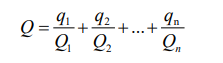 Q = q₁/Q₁ + q₂/Q₂ + ... + qₙ/Qₙ